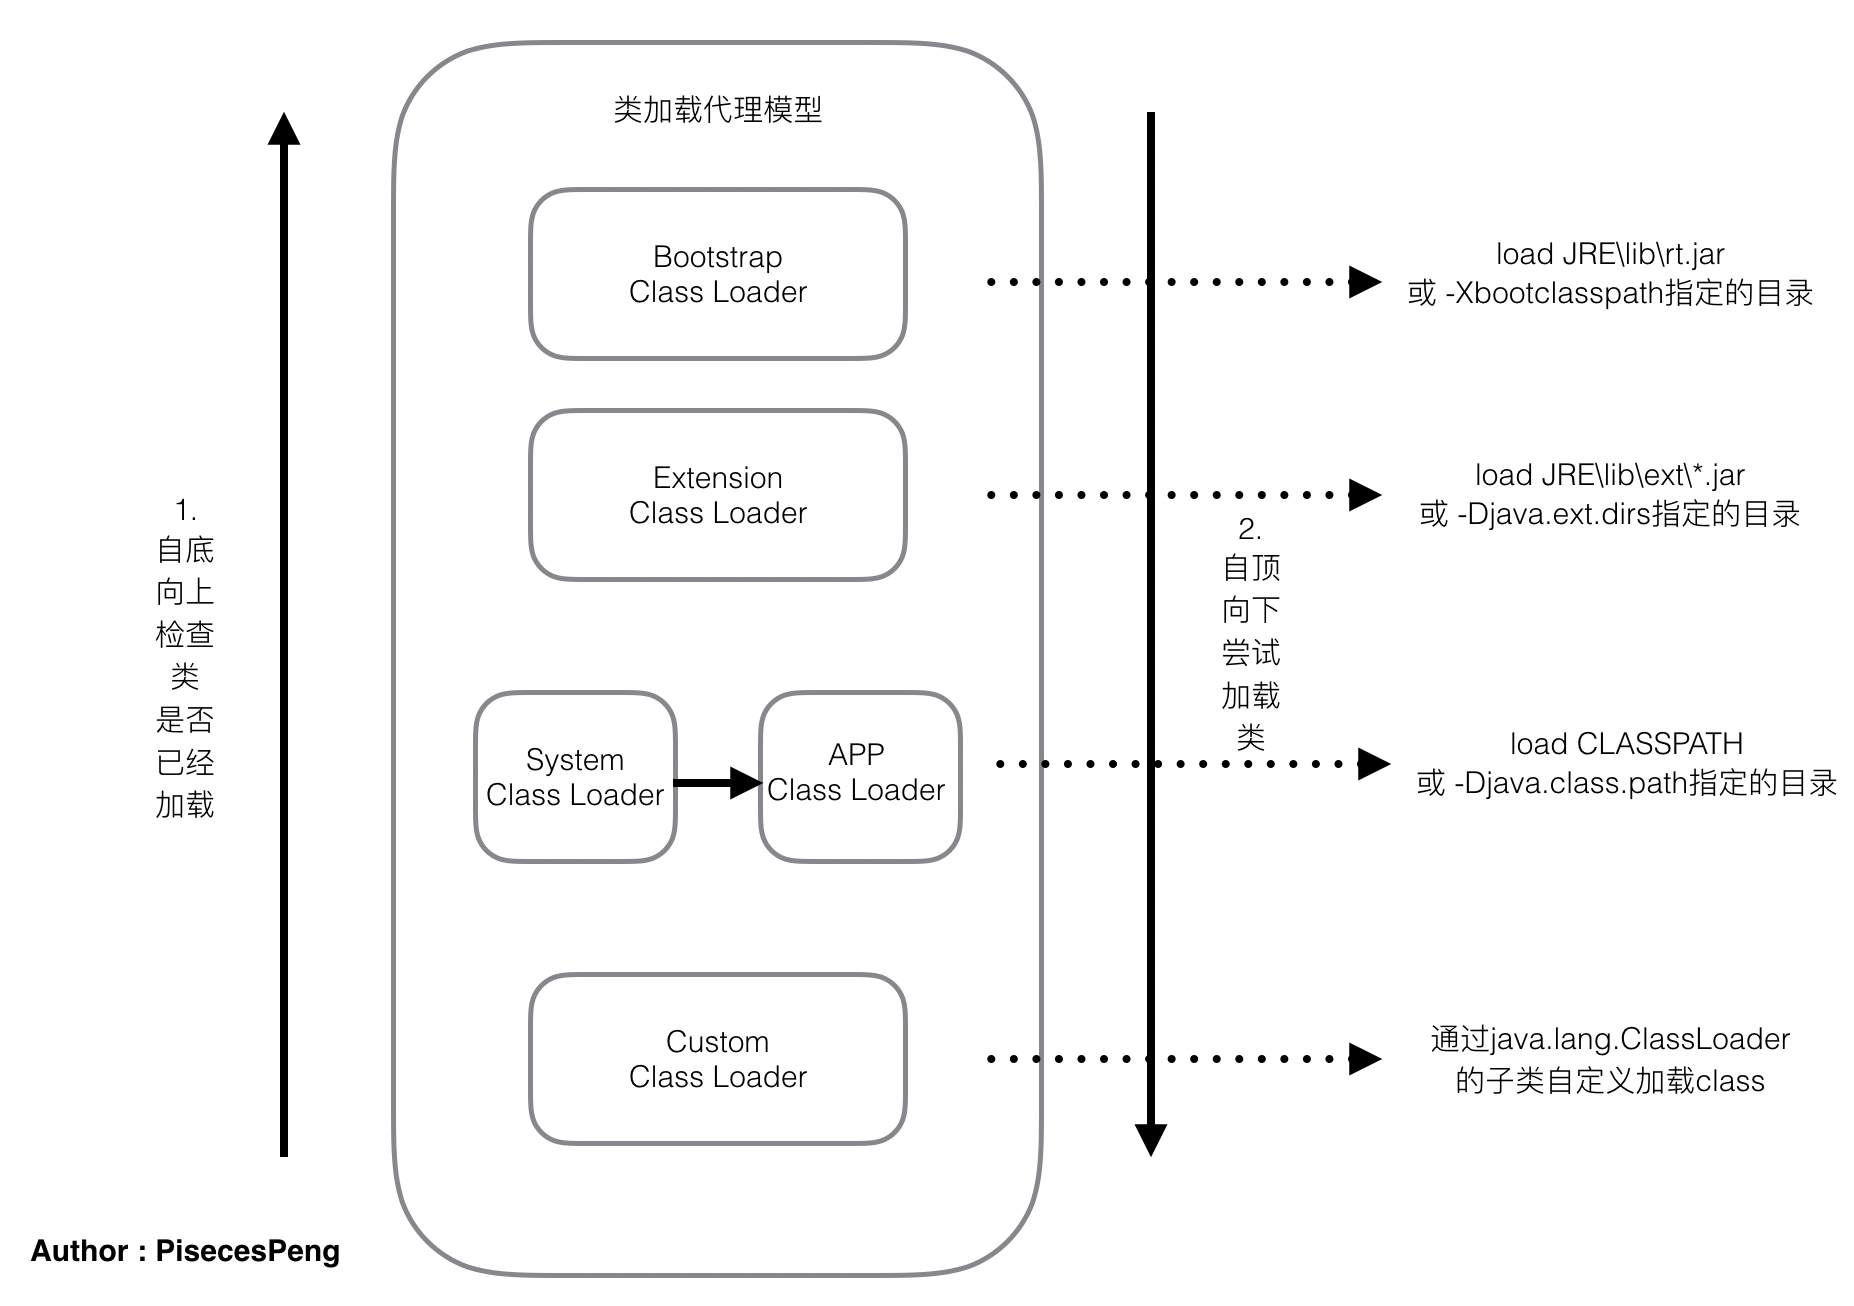 类加载代理模型
Bootstrap
Class Loader
load JRE\lib\rt.jar
或 -Xbootclasspath指定的目录
Extension
Class Loader
load JRE\lib\ext\*.jar
或 -Djava.ext.dirs指定的目录
1.
自底
向上
检查
类
是否
已经
加载
2.
自顶
向下
尝试
加载
类
System
Class Loader
APP
Class Loader
load CLASSPATH
或 -Djava.class.path指定的目录
Custom
Class Loader
通过java.lang.ClassLoader
的子类自定义加载class
Author : PisecesPeng